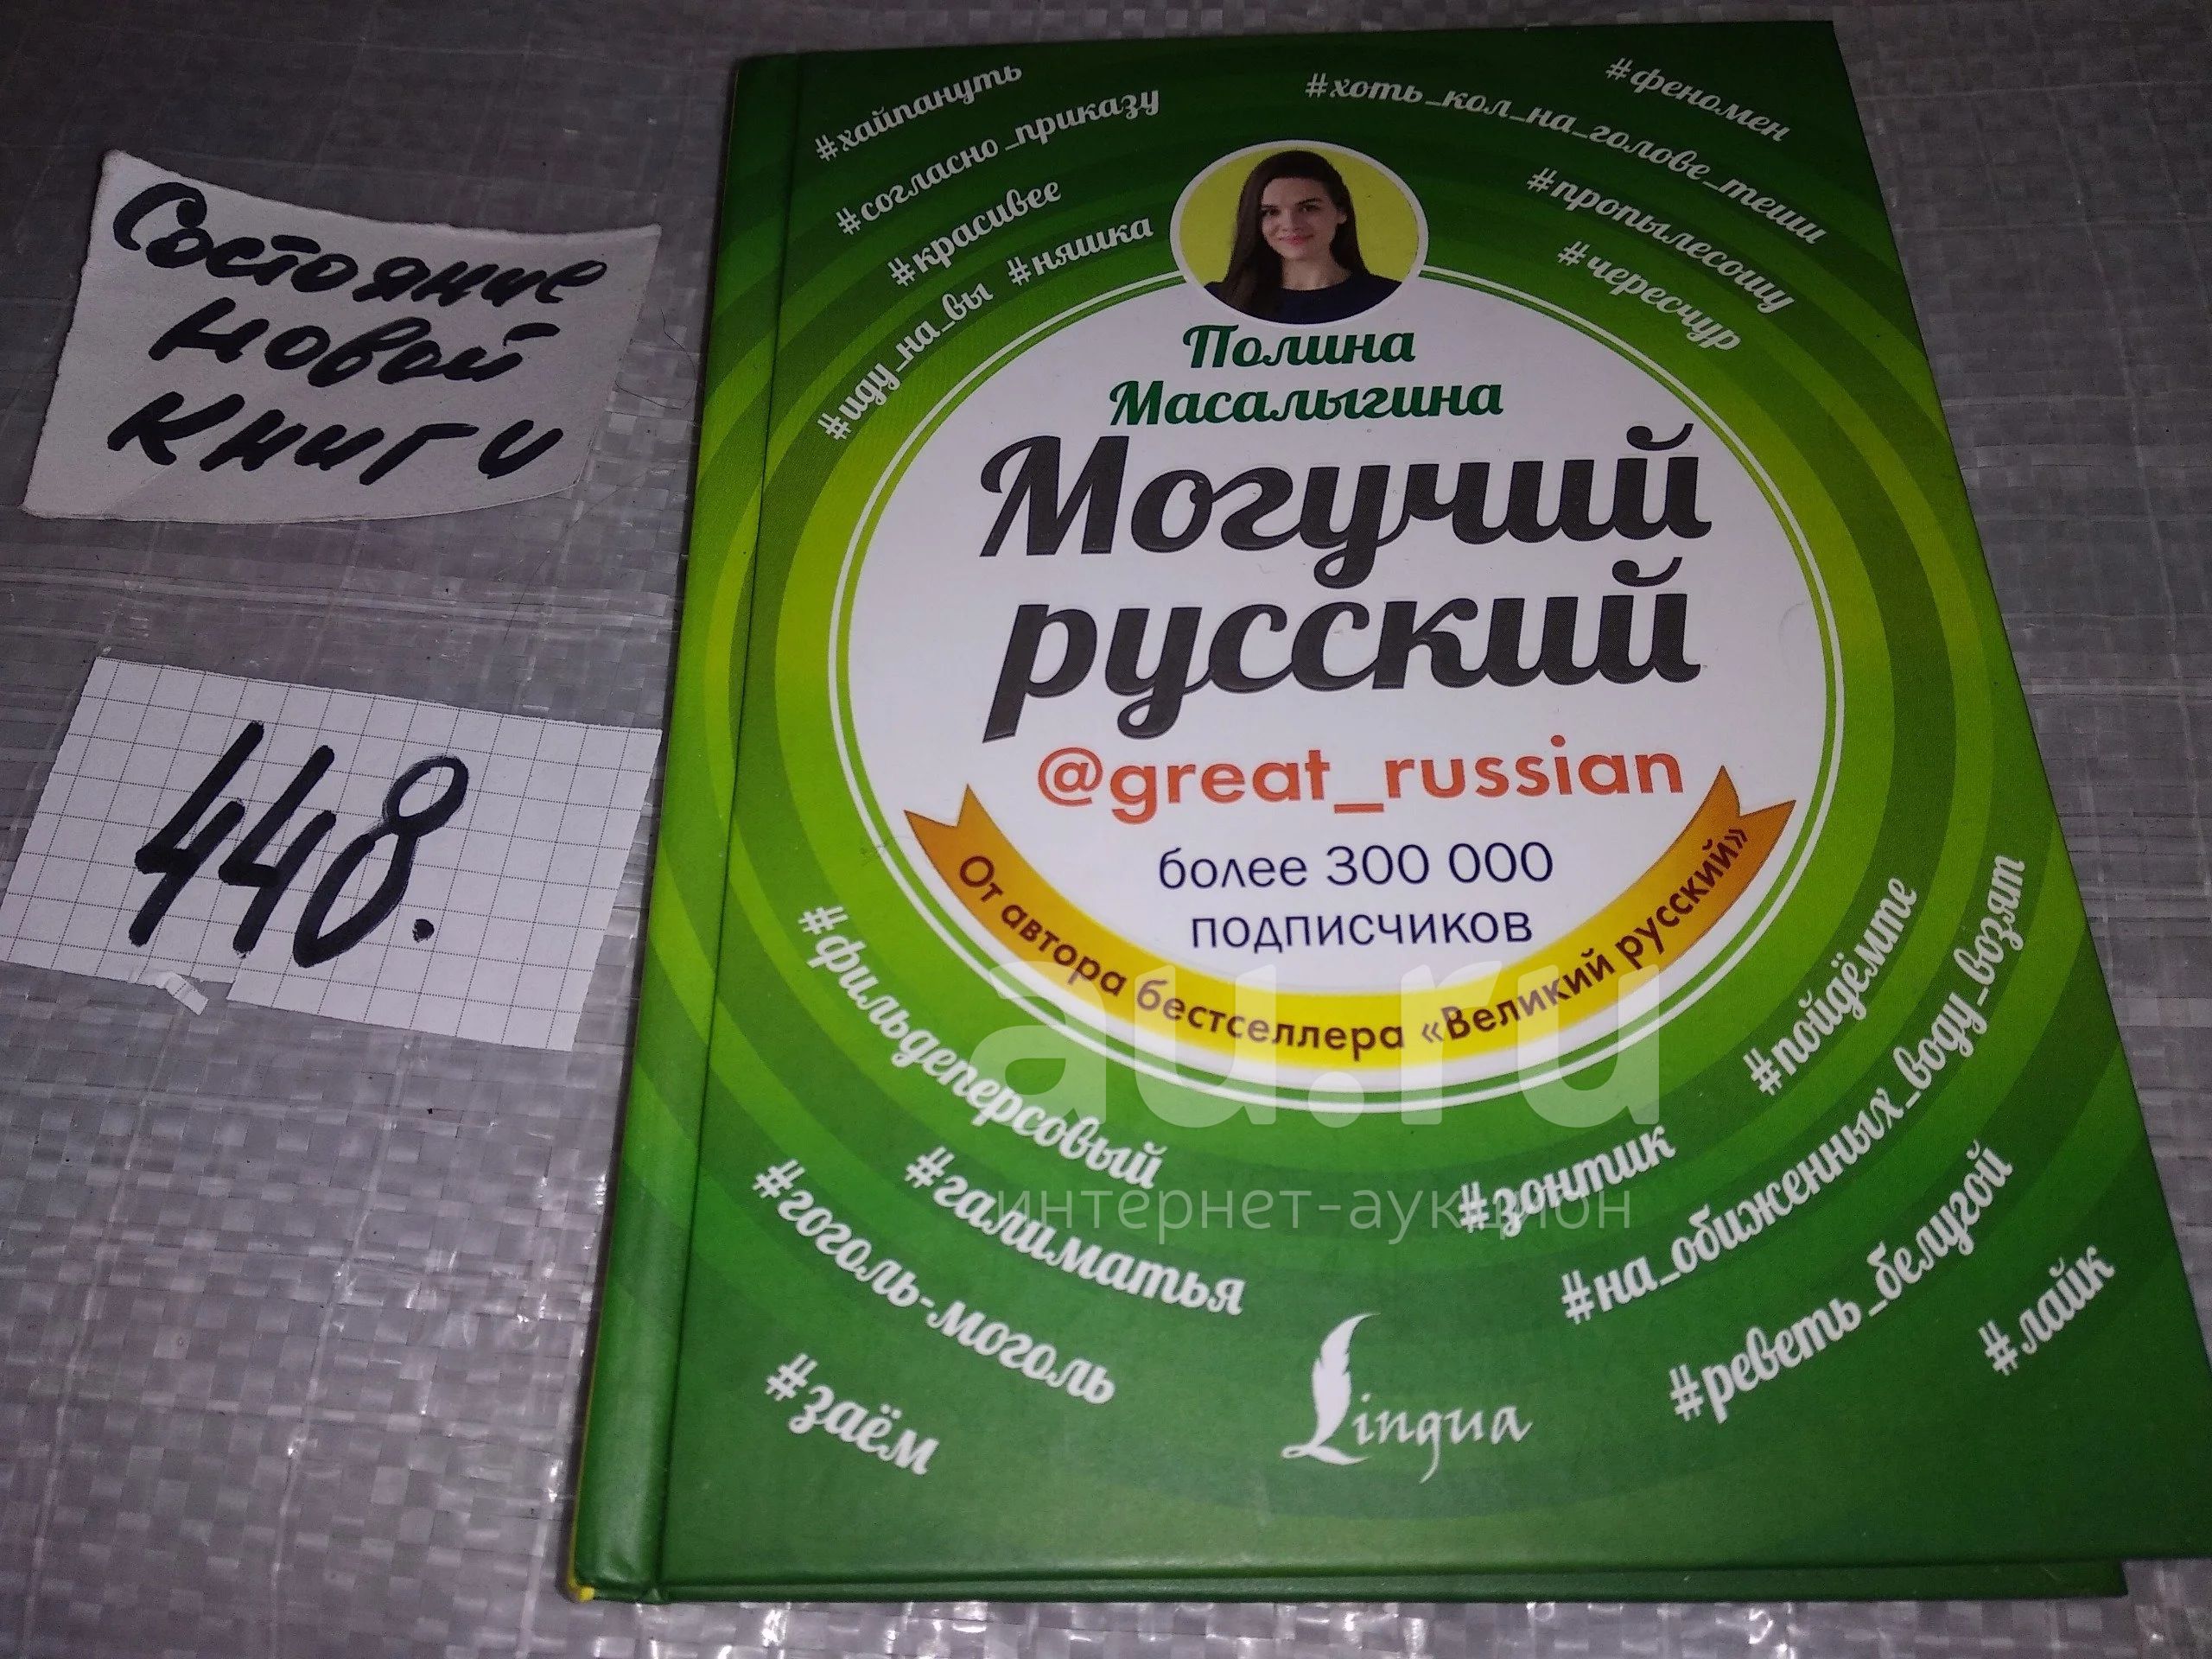 Состояние
новой
книги
448.
#хайпануть
#согласно_приказу
#красивее
#няшка
#иду_на_вы
#феномен
#хоть_кол_на_голове_теши
#пропылесошу
#чересчур
Полина
Масалыгина
Могучий
русский
@great_russian
более 300 000
подписчиков
От автора бестселлера «Великий русский»
#фильдеперсовый
#галиматья
#гоголь-моголь
#заём
#пойдёмте
#зонтик
#на_обиженных_воду_возят
#реветь_белугой
#лайк
Lingua
au.ru
интернет-аукцион